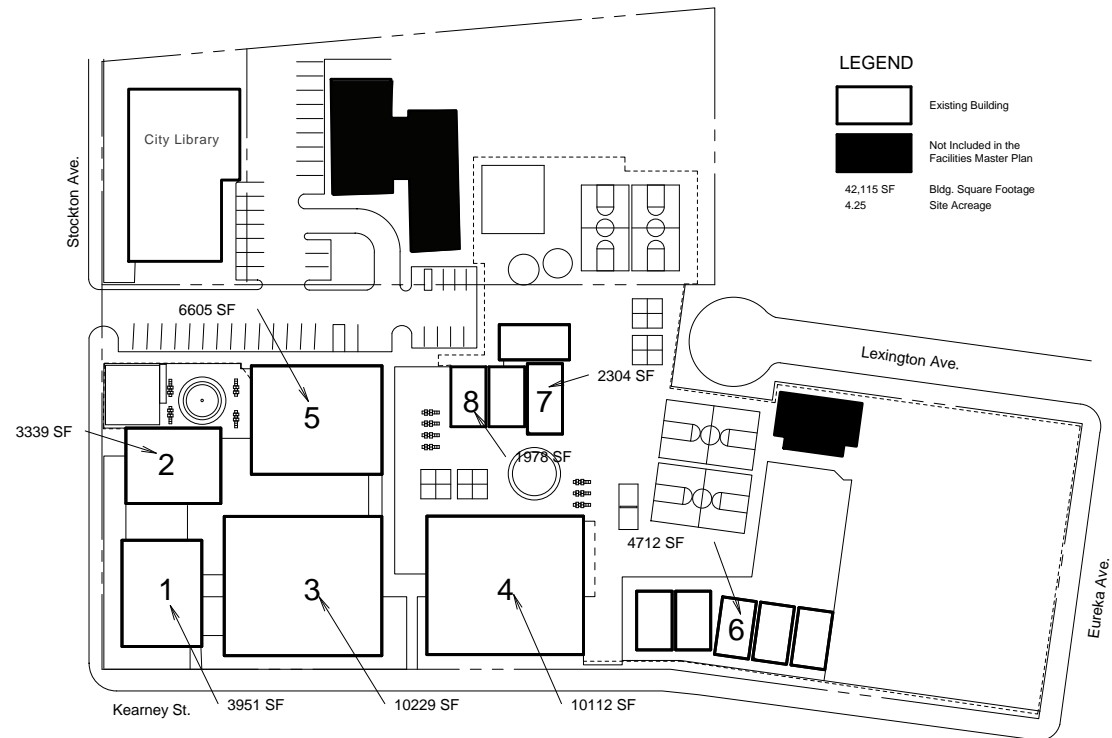 LEGEND
Existing Building
Not Included in the
Facilities Master Plan
42,115 SF Bldg. Square Footage
4.25 Site Acreage
City Library
Stockton Ave.
6605 SF
Lexington Ave.
2304 SF
5
8
7
3339 SF
2
1978 SF
4712 SF
1
3
4
6
Eureka Ave.
Kearney St.
3951 SF
10229 SF
10112 SF